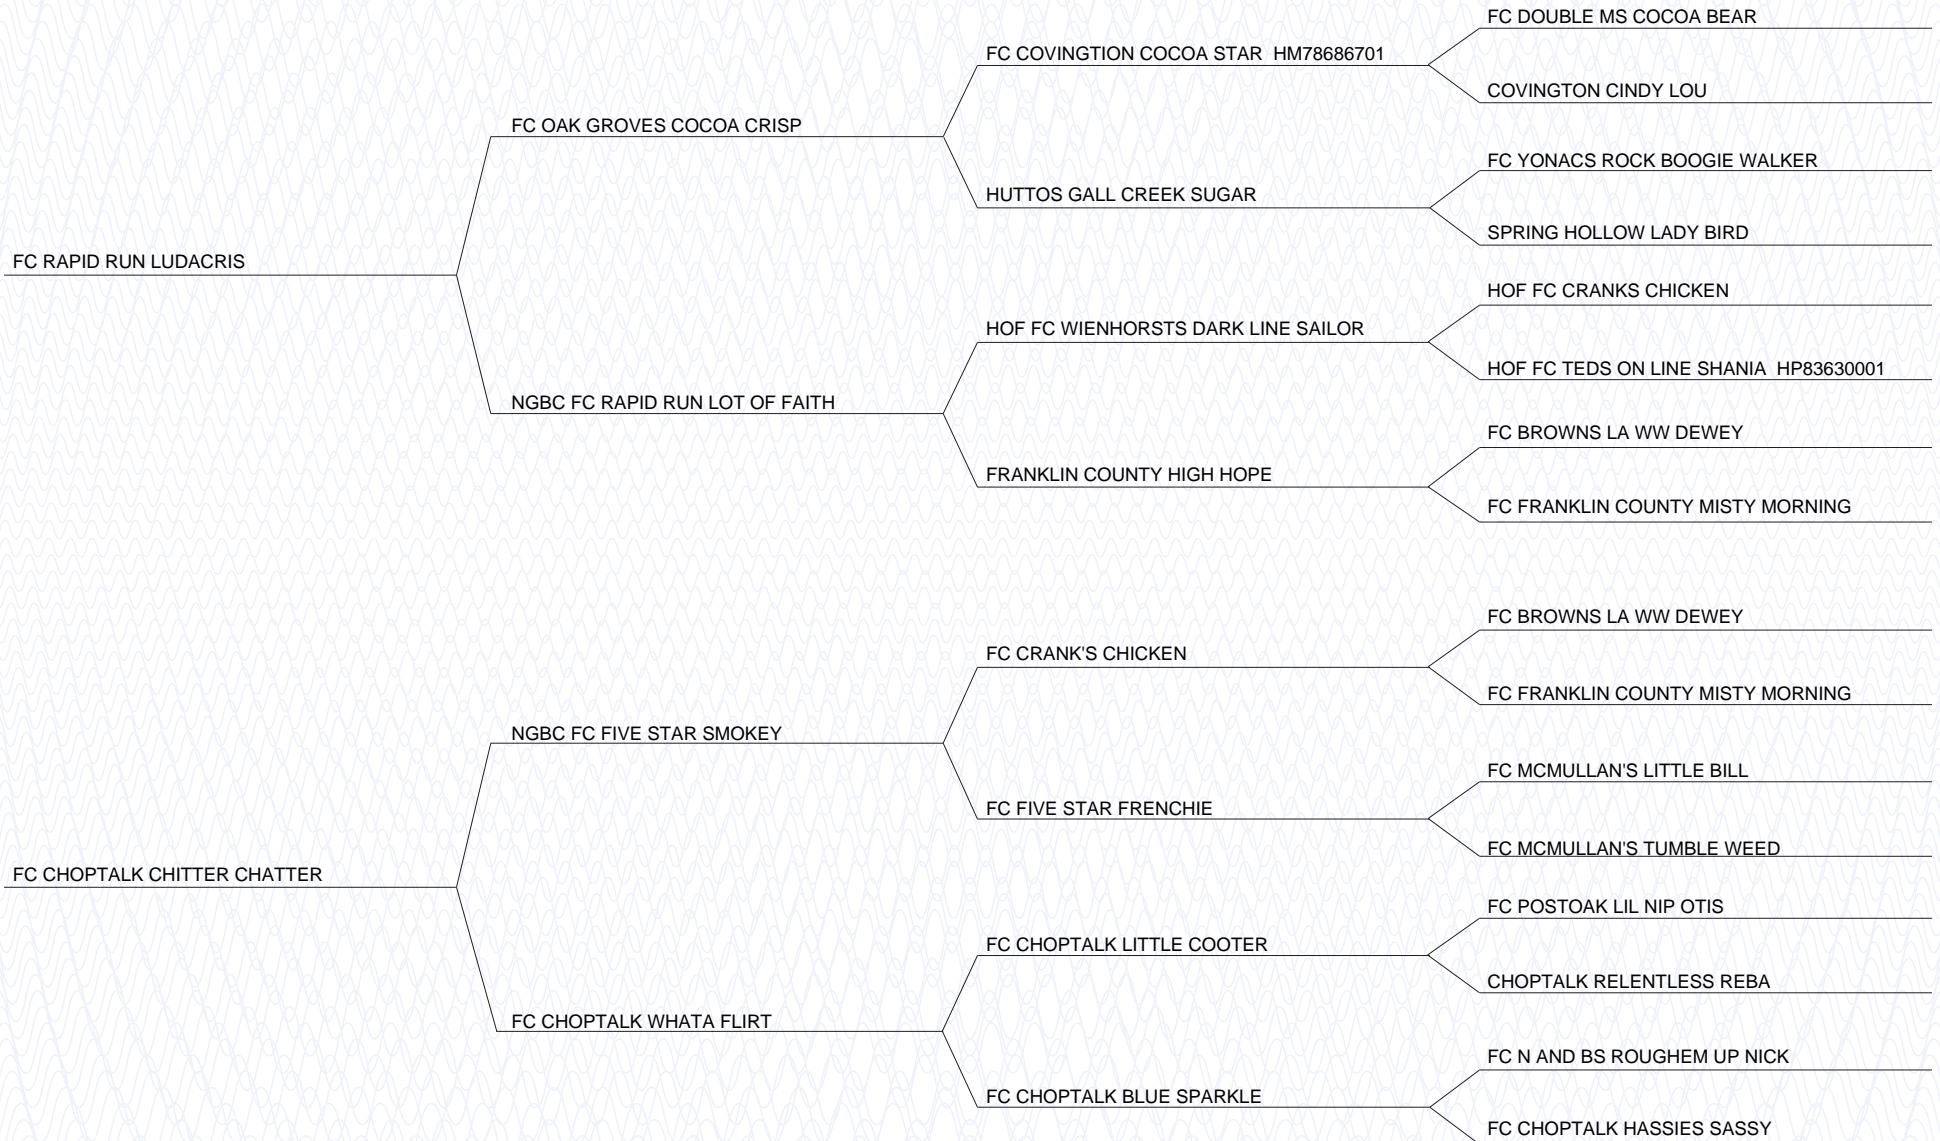 FC DOUBLE MS COCOA BEAR
FC COVINGTION COCOA STAR HM78686701
COVINGTON CINDY LOU
FC OAK GROVES COCOA CRISP
FC YONACS ROCK BOOGIE WALKER
HUTTOS GALL CREEK SUGAR
SPRING HOLLOW LADY BIRD
FC RAPID RUN LUDACRIS
HOF FC CRANKS CHICKEN
HOF FC WIENHORSTS DARK LINE SAILOR
HOF FC TEDS ON LINE SHANIA HP83630001
NGBC FC RAPID RUN LOT OF FAITH
FC BROWNS LA WW DEWEY
FRANKLIN COUNTY HIGH HOPE
FC FRANKLIN COUNTY MISTY MORNING
FC BROWNS LA WW DEWEY
FC CRANK'S CHICKEN
FC FRANKLIN COUNTY MISTY MORNING
NGBC FC FIVE STAR SMOKEY
FC MCMULLAN'S LITTLE BILL
FC FIVE STAR FRENCHIE
FC MCMULLAN'S TUMBLE WEED
FC CHOPTALK CHITTER CHATTER
FC POSTOAK LIL NIP OTIS
FC CHOPTALK LITTLE COOTER
CHOPTALK RELENTLESS REBA
FC CHOPTALK WHATA FLIRT
FC N AND BS ROUGHEM UP NICK
FC CHOPTALK BLUE SPARKLE
FC CHOPTALK HASSIES SASSY